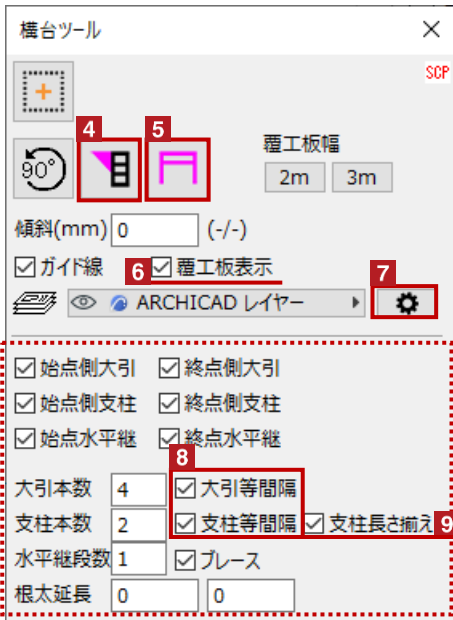 構台ツール
SCP
4 5
90°
覆工板幅
2m 3m
傾斜(mm) 0 (-/-)
ガイド線 6 覆工板表示
7
ARCHICAD レイヤー
始点側大引 終点側大引
始点側支柱 終点側支柱
始点水平継 終点水平継
8
大引本数 4 大引等間隔
支柱本数 2 支柱等間隔 支柱長さ揃え 9
水平継段数 1 ブレース
根太延長 0 0